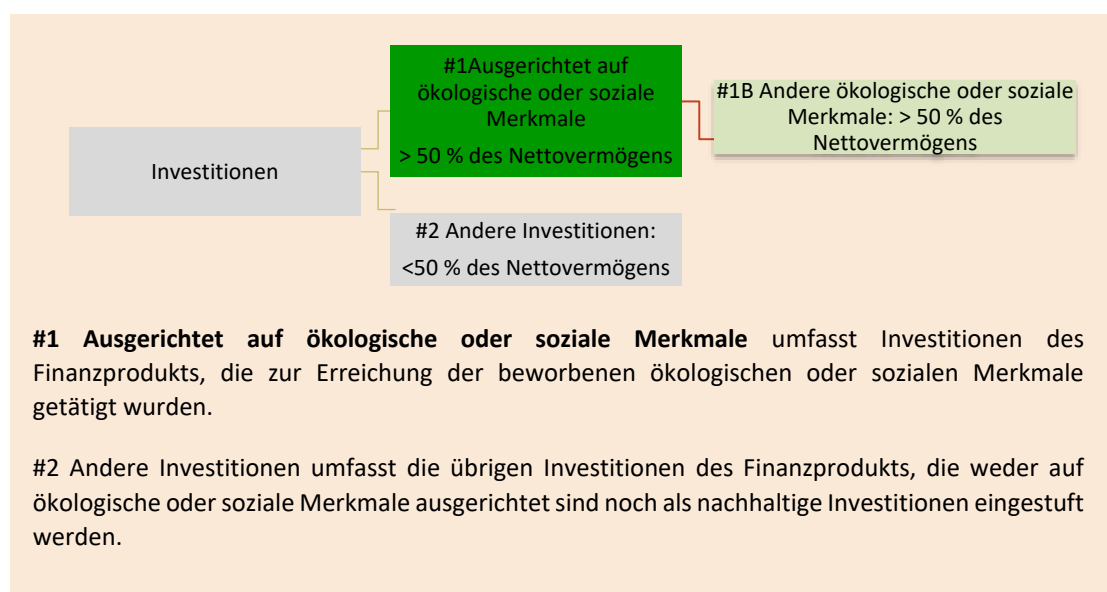 #1Ausgerichtet auf
ökologische oder soziale
Merkmale
> 50 % des Nettovermögens
#1B Andere ökologische oder soziale
Merkmale: > 50 % des
Nettovermögens
Investitionen
#2 Andere Investitionen:
<50 % des Nettovermögens
#1 Ausgerichtet auf ökologische oder soziale Merkmale umfasst Investitionen des
Finanzprodukts, die zur Erreichung der beworbenen ökologischen oder sozialen Merkmale
getätigt wurden.
#2 Andere Investitionen umfasst die übrigen Investitionen des Finanzprodukts, die weder auf
ökologische oder soziale Merkmale ausgerichtet sind noch als nachhaltige Investitionen eingestuft
werden.